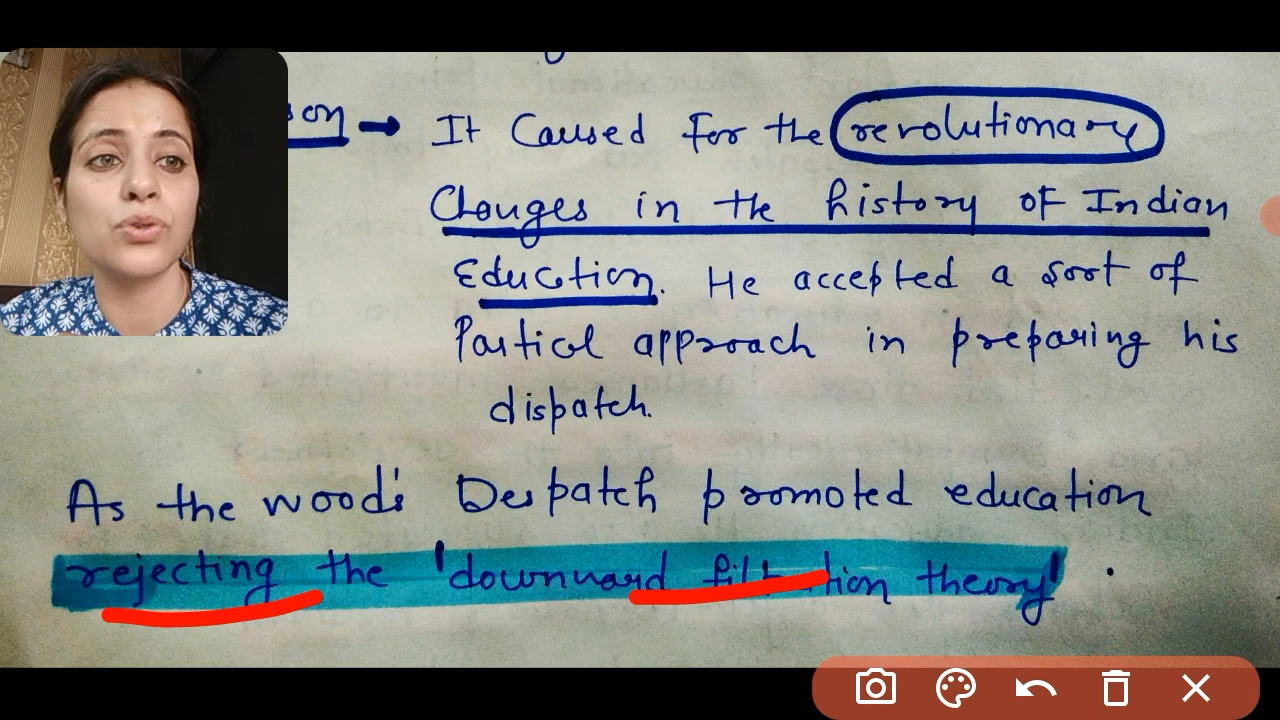 son → It Caused For the revolutionary
Changes in the history of Indian
Education. He accepted a sort of
Partial approach in preparing his
dispatch.
As the wood's Despatch promoted education
rejecting the 'downward filtration theory' .